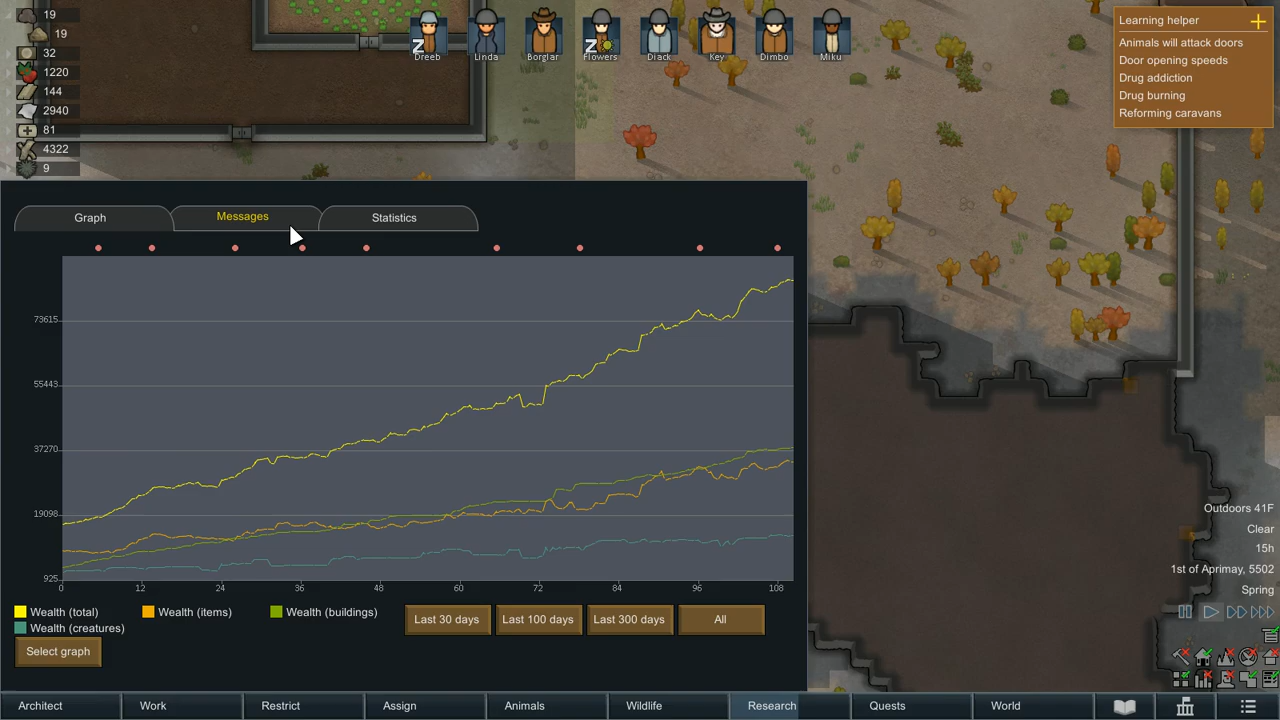 19
19
32
1220
144
2940
81
4322
9
Z
Dreeb
Linda
Borglar
Z
Flowers
Diack
Key
Dimbo
Miku
Learning helper
Animals will attack doors
Door opening speeds
Drug addiction
Drug burning
Reforming caravans
Graph
Messages
Statistics
73615
55443
37270
19098
925
0
12
24
36
48
60
72
84
96
108
Wealth (total)
Wealth (items)
Wealth (buildings)
Wealth (creatures)
Last 30 days
Last 100 days
Last 300 days
All
Select graph
Outdoors 41F
Clear
15h
1st of Aprimay, 5502
Spring
Architect
Work
Restrict
Assign
Animals
Wildlife
Research
Quests
World